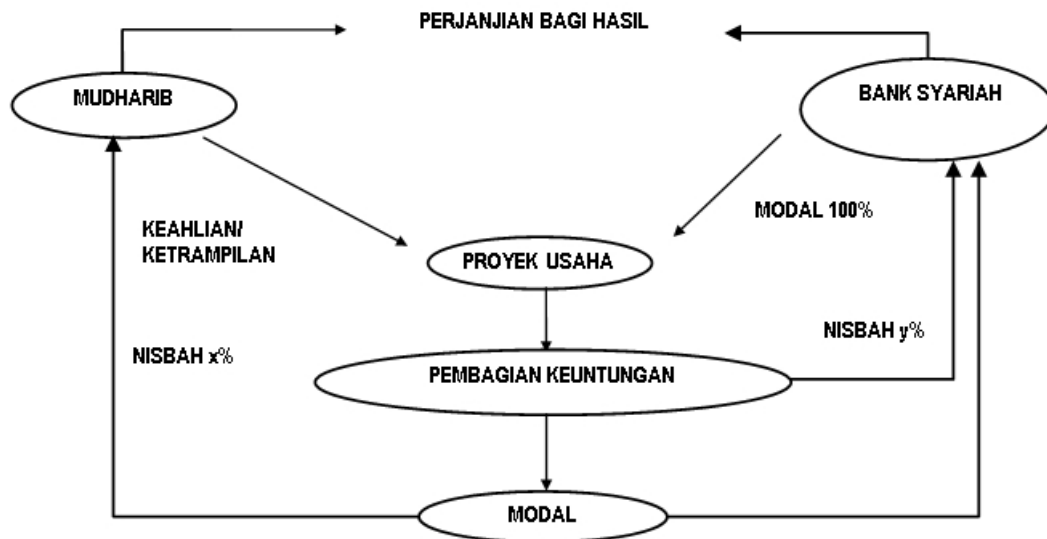 PERJANJIAN BAGI HASIL
MUDHARIB
BANK SYARIAH
MODAL 100%
KEAHLIAN/
KETRAMPILAN
PROYEK USAHA
NISBAH y%
NISBAH x%
PEMBAGIAN KEUNTUNGAN
MODAL